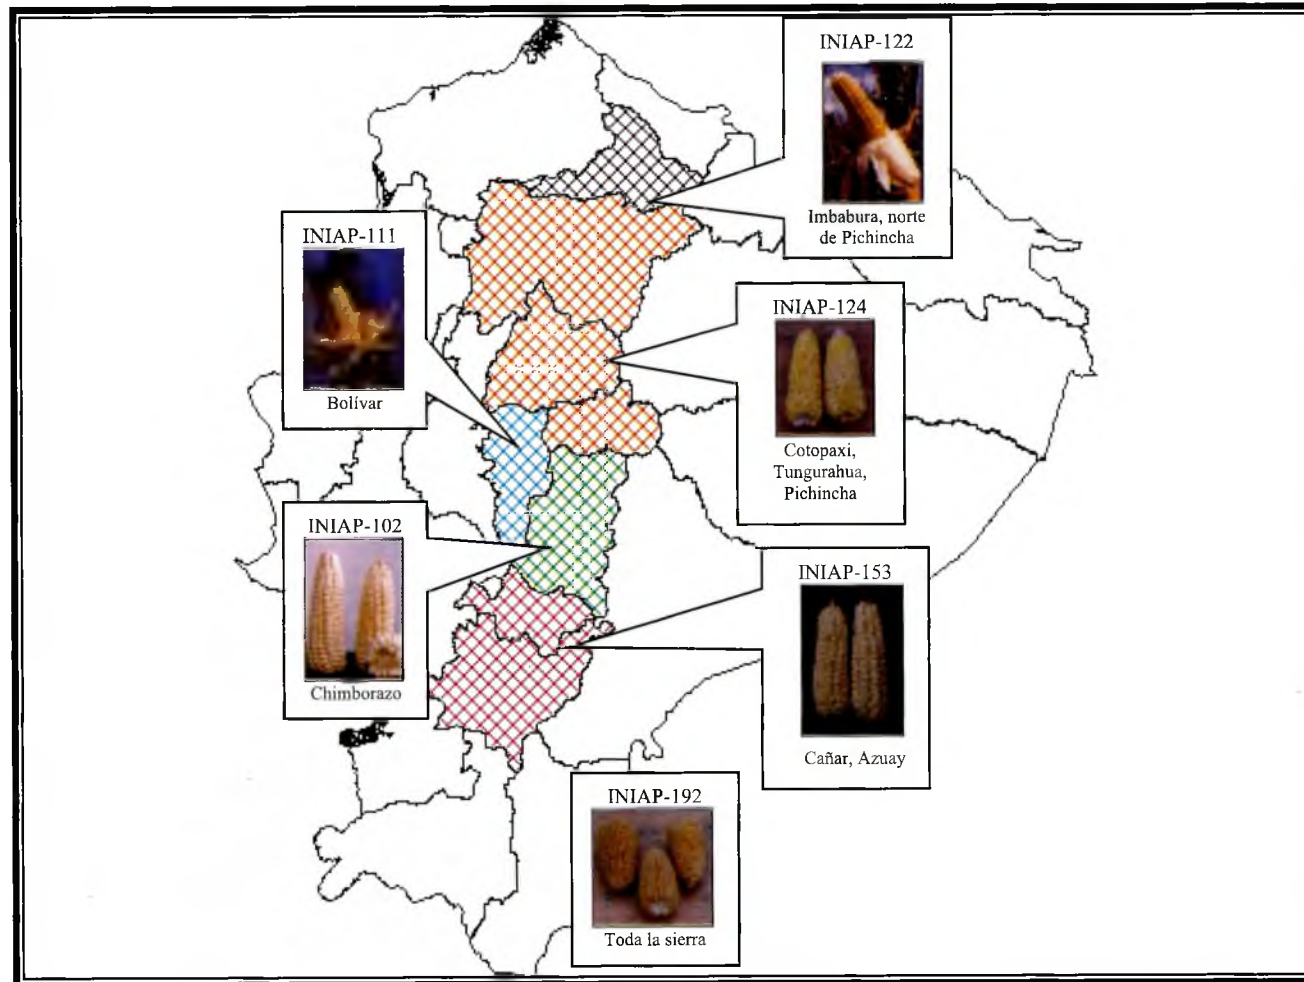 INIAP-122
Imbabura, norte
de Pichincha
INIAP-111
Bolívar
INIAP-124
Cotopaxi,
Tungurahua,
Pichincha
INIAP-102
Chimborazo
INIAP-153
Cañar, Azuay
INIAP-192
Toda la sierra